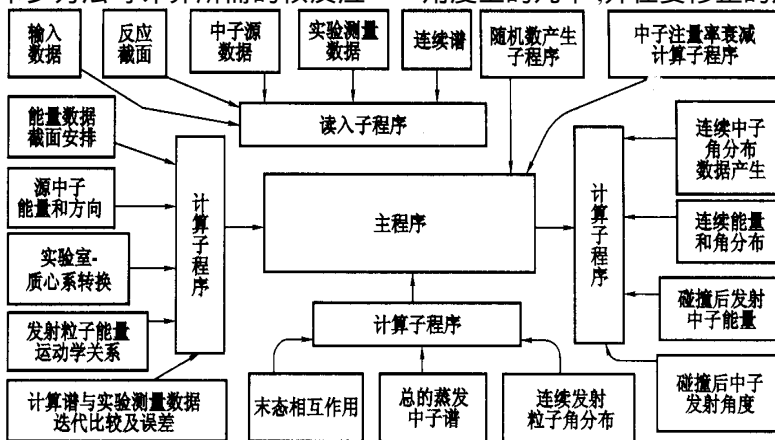 输入
数据
反应
截面
中子源
数据
实验测量
数据
连续谱
随机数产生
子程序
中子注量率衰减
计算子程序
读入子程序
能量数据
截面安排
源中子
能量和方向
实验室-
质心系转换
发射粒子能量
运动学关系
计算谱与实验测量数据
迭代比较及误差
计算子程序
主程序
计算子程序
末态相互作用
总的蒸发
中子谱
连续发射
粒子角分布
计算子程序
连续中子
角分布
数据产生
连续能量
和角分布
碰撞后发射
中子能量
碰撞后中子
发射角度